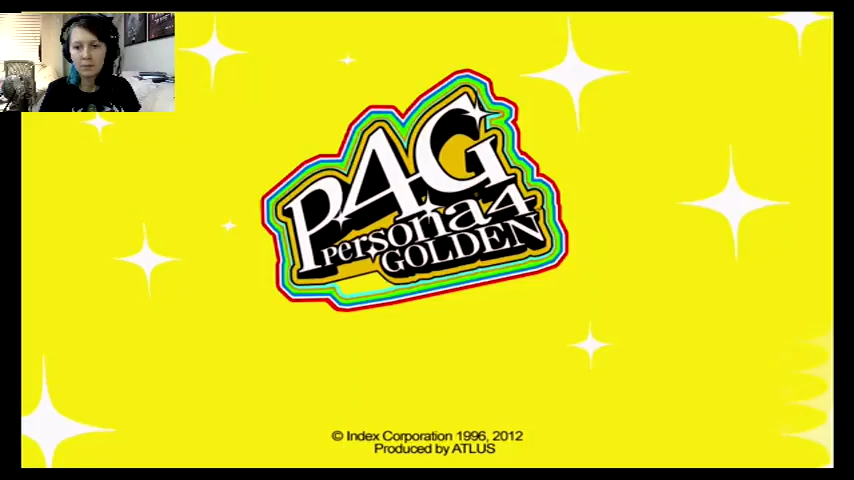 P4G
Persona4
GOLDEN
© Index Corporation 1996, 2012
Produced by ATLUS